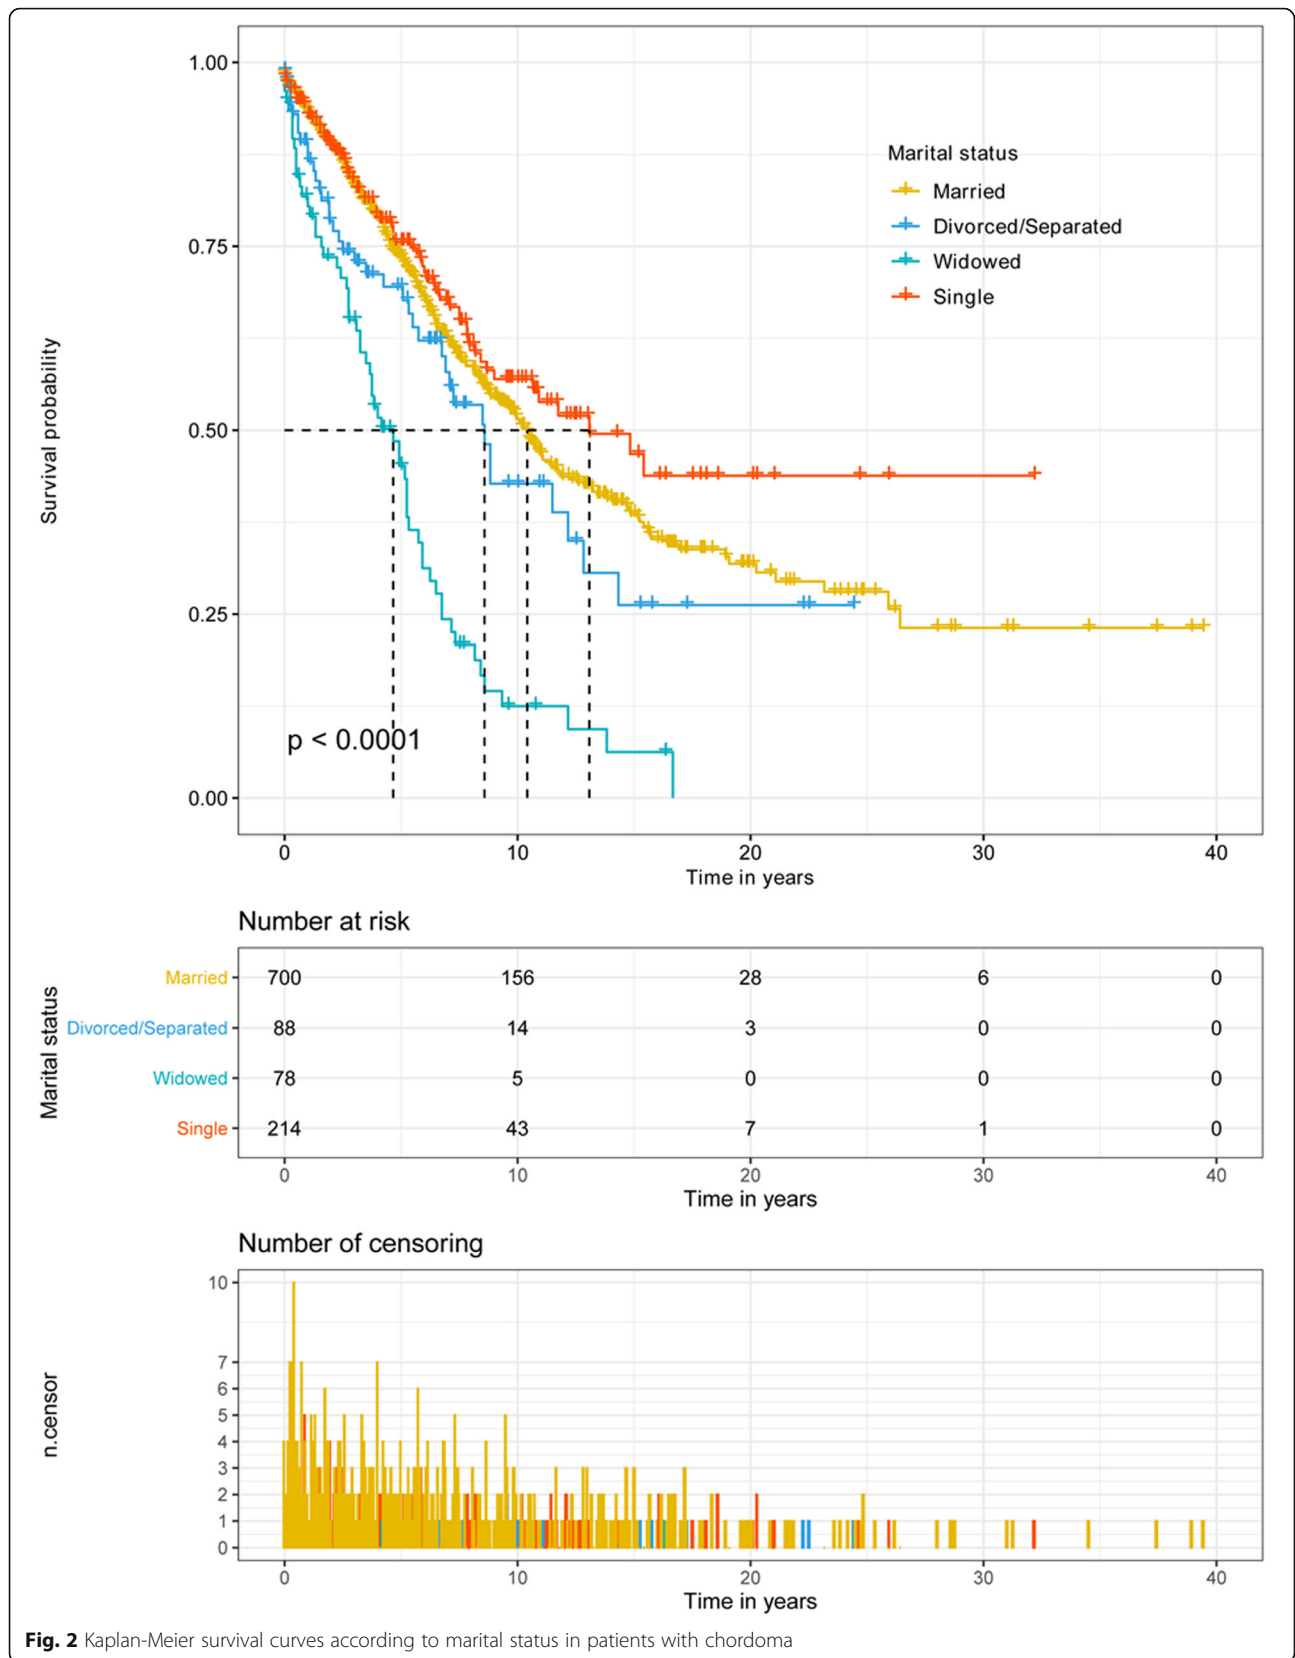 1.00
0.75
0.50
0.25
0.00
Survival probability
Marital status
Married
Divorced/Separated
Widowed
Single
p < 0.0001
0 10 20 30 40
Time in years
Number at risk
Marital status
Married 700 156 28 6 0
Divorced/Separated 88 14 3 0 0
Widowed 78 5 0 0 0
Single 214 43 7 1 0
0 10 20 30 40
Time in years
Number of censoring
n.censor
10
7
6
5
4
3
2
1
0
0 10 20 30 40
Time in years
Fig. 2 Kaplan-Meier survival curves according to marital status in patients with chordoma